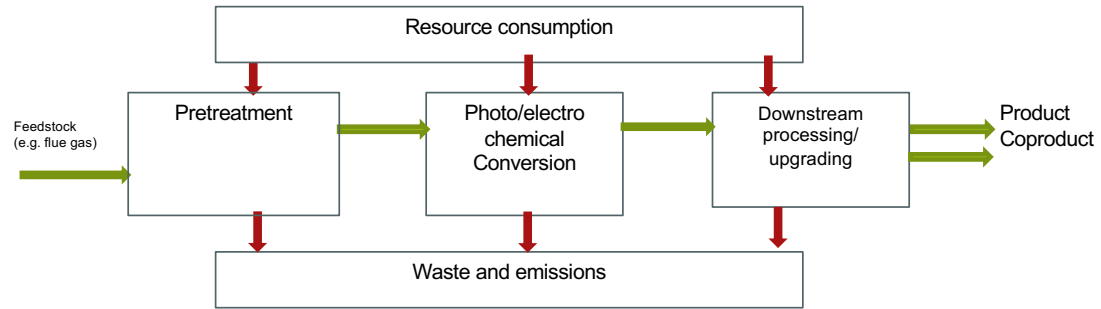 Resource consumption
Feedstock
(e.g. flue gas)
Pretreatment
Photo/electro
chemical
Conversion
Downstream
processing/
upgrading
Product
Coproduct
Waste and emissions